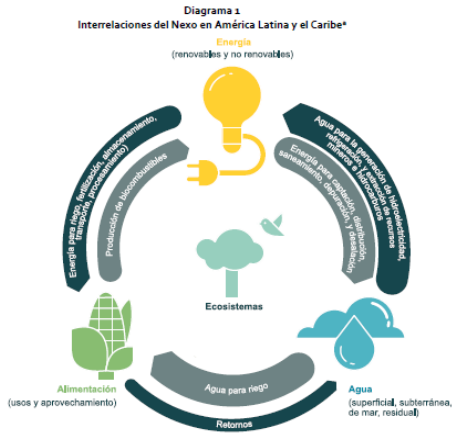 Diagrama 1
Interrelaciones del Nexo en América Latina y el Caribeª
Energía
(renovables y no renovables)
Energía para riego, fertilización, almacenamiento,
transporte, procesamiento)
Producción de biocombustibles
Agua para la generación de hidroelectricidad,
refrigeración, y extracción de recursos
mineros e hidrocarburos
Energía para captación, distribución,
saneamiento, depuración y desalación
Ecosistemas
Alimentación
(usos y aprovechamiento)
Agua para riego
Retornos
Agua
(superficial, subterránea,
de mar, residual)